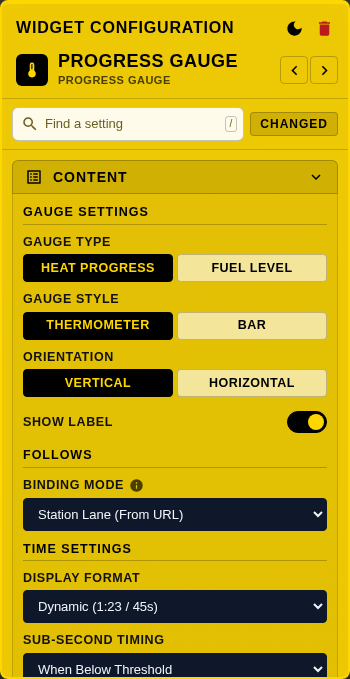 WIDGET CONFIGURATION
PROGRESS GAUGE
PROGRESS GAUGE
Find a setting
/
CHANGED
CONTENT
GAUGE SETTINGS
GAUGE TYPE
HEAT PROGRESS
FUEL LEVEL
GAUGE STYLE
THERMOMETER
BAR
ORIENTATION
VERTICAL
HORIZONTAL
SHOW LABEL
FOLLOWS
BINDING MODE
Station Lane (From URL)
TIME SETTINGS
DISPLAY FORMAT
Dynamic (1:23 / 45s)
SUB-SECOND TIMING
When Below Threshold